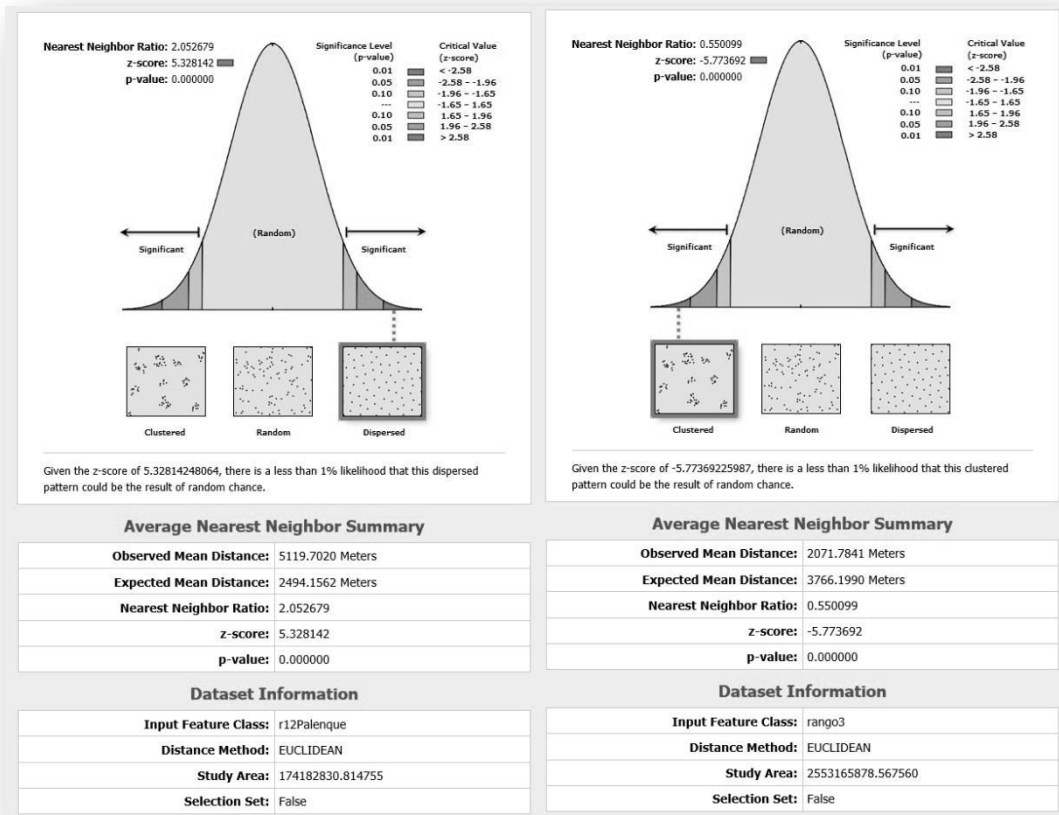 Nearest Neighbor Ratio: 2.052679
z-score: 5.328142
p-value: 0.000000
Significance Level (p-value) Critical Value (z-score)
0.01 < -2.58
0.05 -2.58 - -1.96
0.10 -1.96 - -1.65
--- -1.65 - 1.65
0.10 1.65 - 1.96
0.05 1.96 - 2.58
0.01 > 2.58
Significant (Random) Significant
Clustered Random Dispersed
Given the z-score of 5.32814248064, there is a less than 1% likelihood that this dispersed
pattern could be the result of random chance.
Average Nearest Neighbor Summary
Observed Mean Distance: 5119.7020 Meters
Expected Mean Distance: 2494.1562 Meters
Nearest Neighbor Ratio: 2.052679
z-score: 5.328142
p-value: 0.000000
Dataset Information
Input Feature Class: r12Palenque
Distance Method: EUCLIDEAN
Study Area: 174182830.814755
Selection Set: False
Nearest Neighbor Ratio: 0.550099
z-score: -5.773692
p-value: 0.000000
Significance Level (p-value) Critical Value (z-score)
0.01 < -2.58
0.05 -2.58 - -1.96
0.10 -1.96 - -1.65
--- -1.65 - 1.65
0.10 1.65 - 1.96
0.05 1.96 - 2.58
0.01 > 2.58
Significant (Random) Significant
Clustered Random Dispersed
Given the z-score of -5.77369225987, there is a less than 1% likelihood that this clustered
pattern could be the result of random chance.
Average Nearest Neighbor Summary
Observed Mean Distance: 2071.7841 Meters
Expected Mean Distance: 3766.1990 Meters
Nearest Neighbor Ratio: 0.550099
z-score: -5.773692
p-value: 0.000000
Dataset Information
Input Feature Class: rango3
Distance Method: EUCLIDEAN
Study Area: 2553165878.567560
Selection Set: False